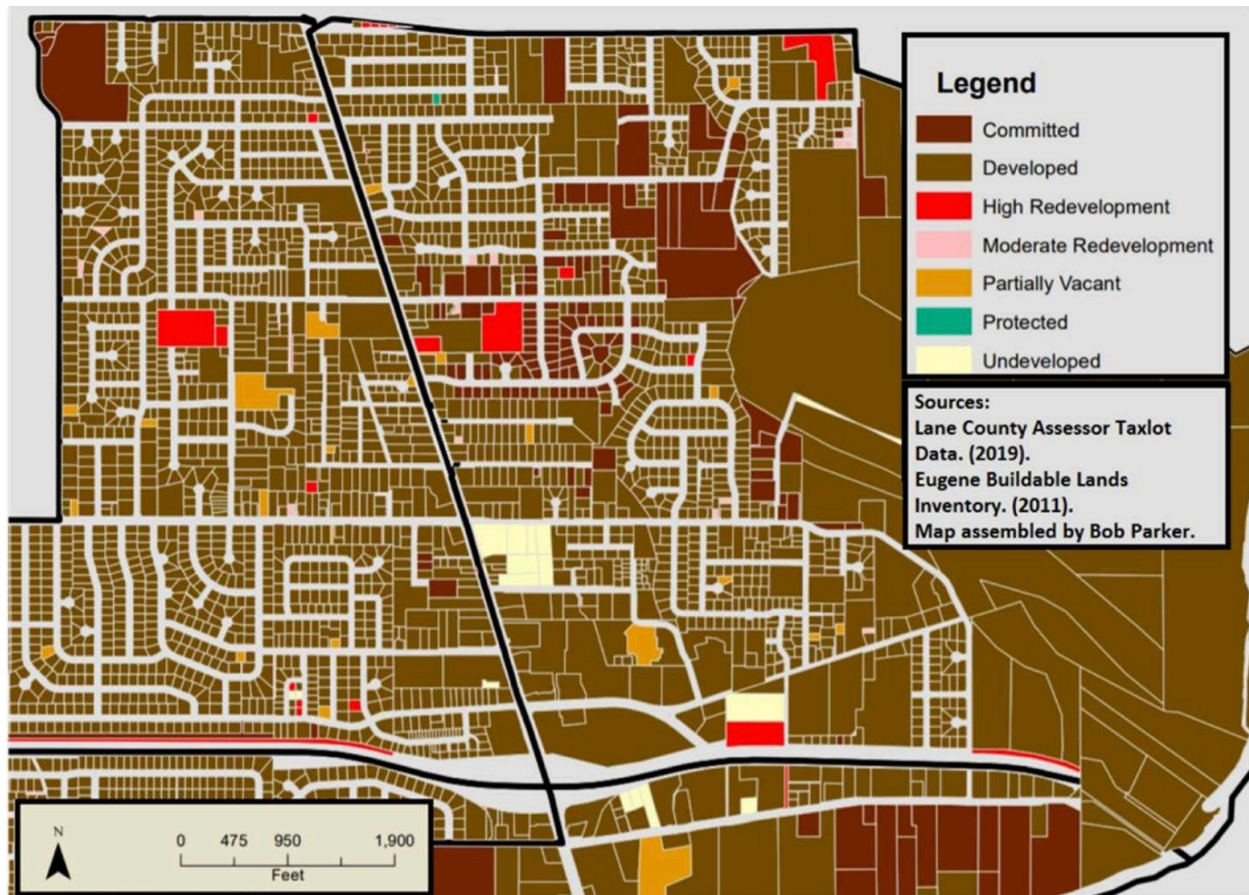 Legend
Committed
Developed
High Redevelopment
Moderate Redevelopment
Partially Vacant
Protected
Undeveloped
Sources:
Lane County Assessor Taxlot
Data. (2019).
Eugene Buildable Lands
Inventory. (2011).
Map assembled by Bob Parker.
N
0 475 950 1,900
Feet